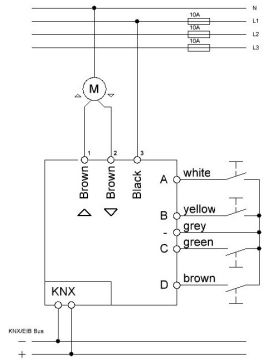 N
10A
L1
10A
L2
10A
L3
M
1
2
3
Brown
Brown
Black
A
white
B
yellow
-
grey
C
green
D
brown
KNX
KNX/EIB Bus
−
+